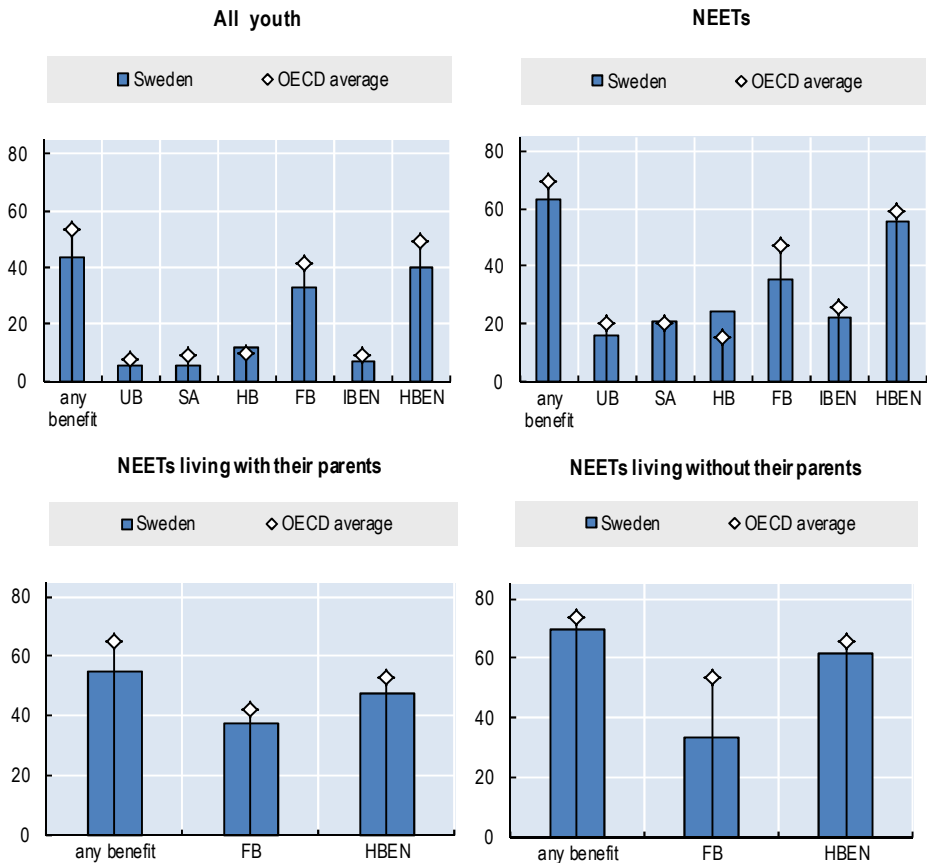 All youth
Sweden OECD average
80
60
40
20
0
any benefit UB SA HB FB IBEN HBEN
NEETs
Sweden OECD average
80
60
40
20
0
any benefit UB SA HB FB IBEN HBEN
NEETs living with their parents
Sweden OECD average
80
60
40
20
0
any benefit FB HBEN
NEETs living without their parents
Sweden OECD average
80
60
40
20
0
any benefit FB HBEN